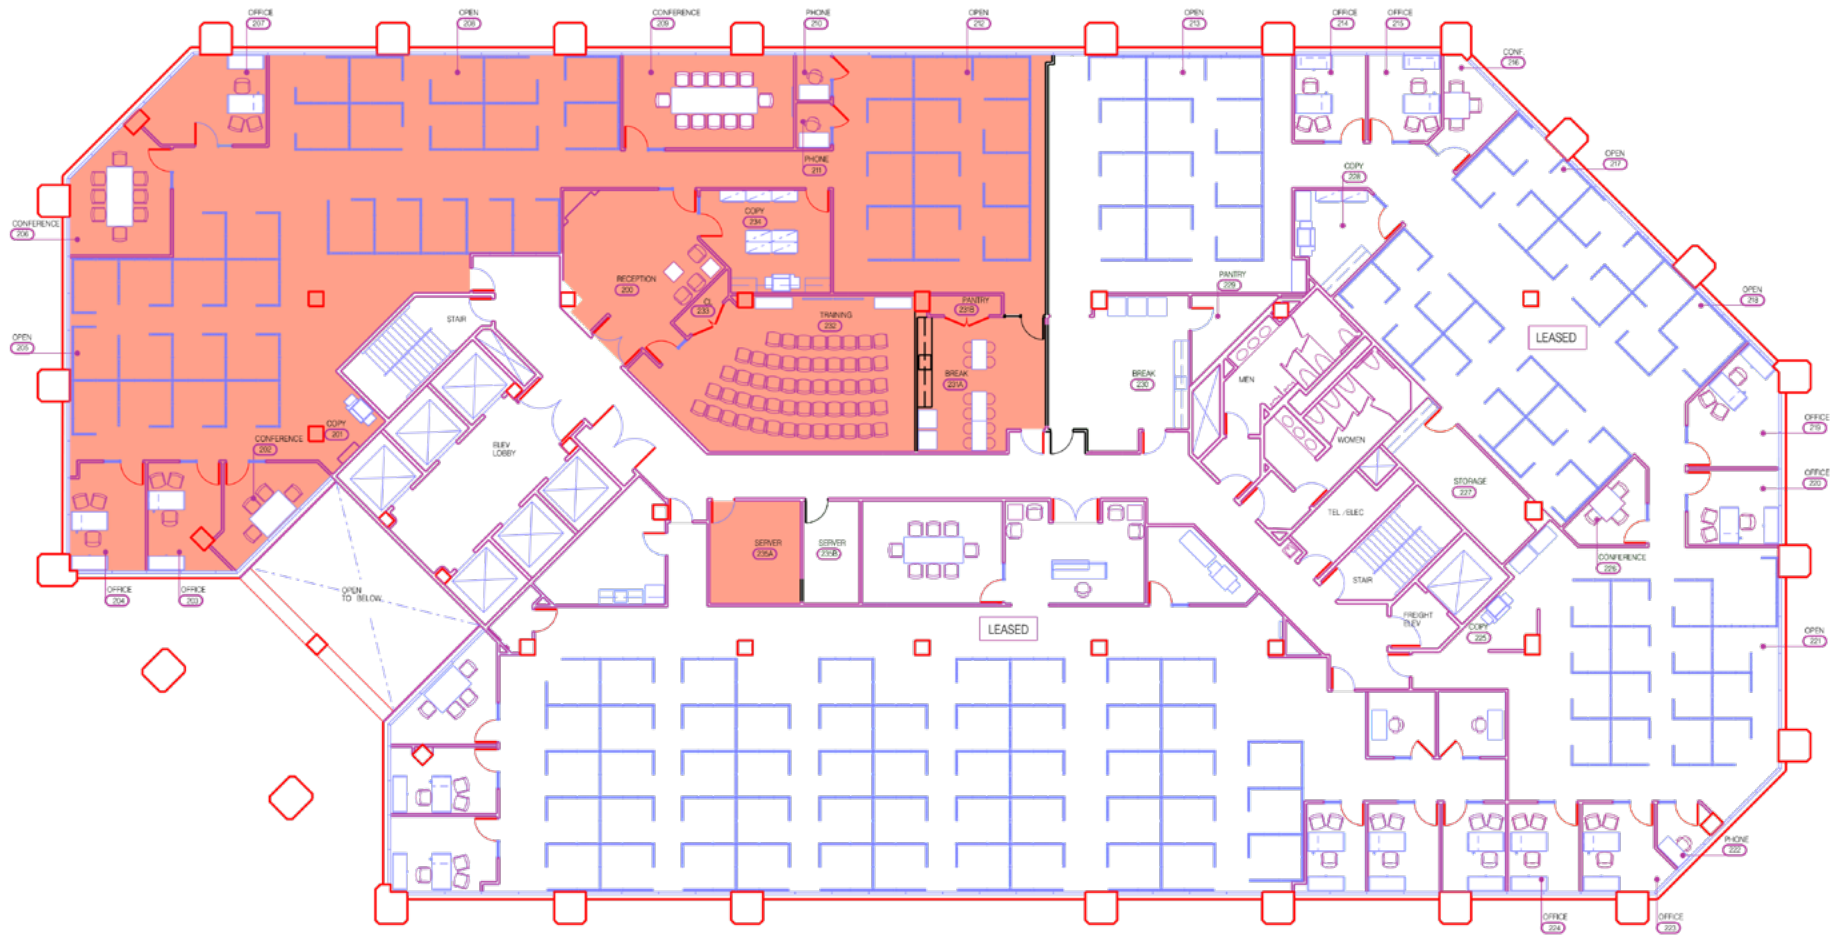 OFFICE
207
OPEN
208
CONFERENCE
209
PHONE
210
OPEN
212
OPEN
213
OFFICE
214
OFFICE
215
CONF.
216
PHONE
211
COPY
228
OPEN
217
CONFERENCE
206
COPY
234
RECEPTION
200
CL
233
PANTRY
229
OPEN
218
STAIR
TRAINING
232
PANTRY
231B
LEASED
OPEN
205
BREAK
231A
BREAK
230
MEN
COPY
201
CONFERENCE
202
ELEV
LOBBY
WOMEN
OFFICE
219
OFFICE
220
STORAGE
227
TEL./ELEC
SERVER
235A
SERVER
235B
CONFERENCE
226
STAIR
OFFICE
204
OFFICE
203
OPEN
TO BELOW
FREIGHT
ELEV
COPY
225
LEASED
OPEN
221
PHONE
222
OFFICE
224
OFFICE
223